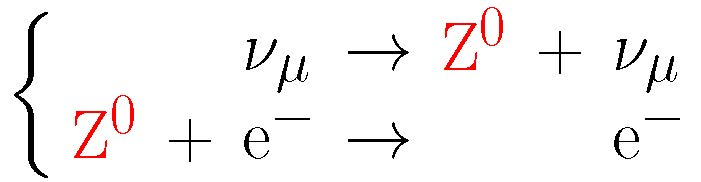 ν_μ → Z⁰ + ν_μ
Z⁰ + e⁻ → e⁻